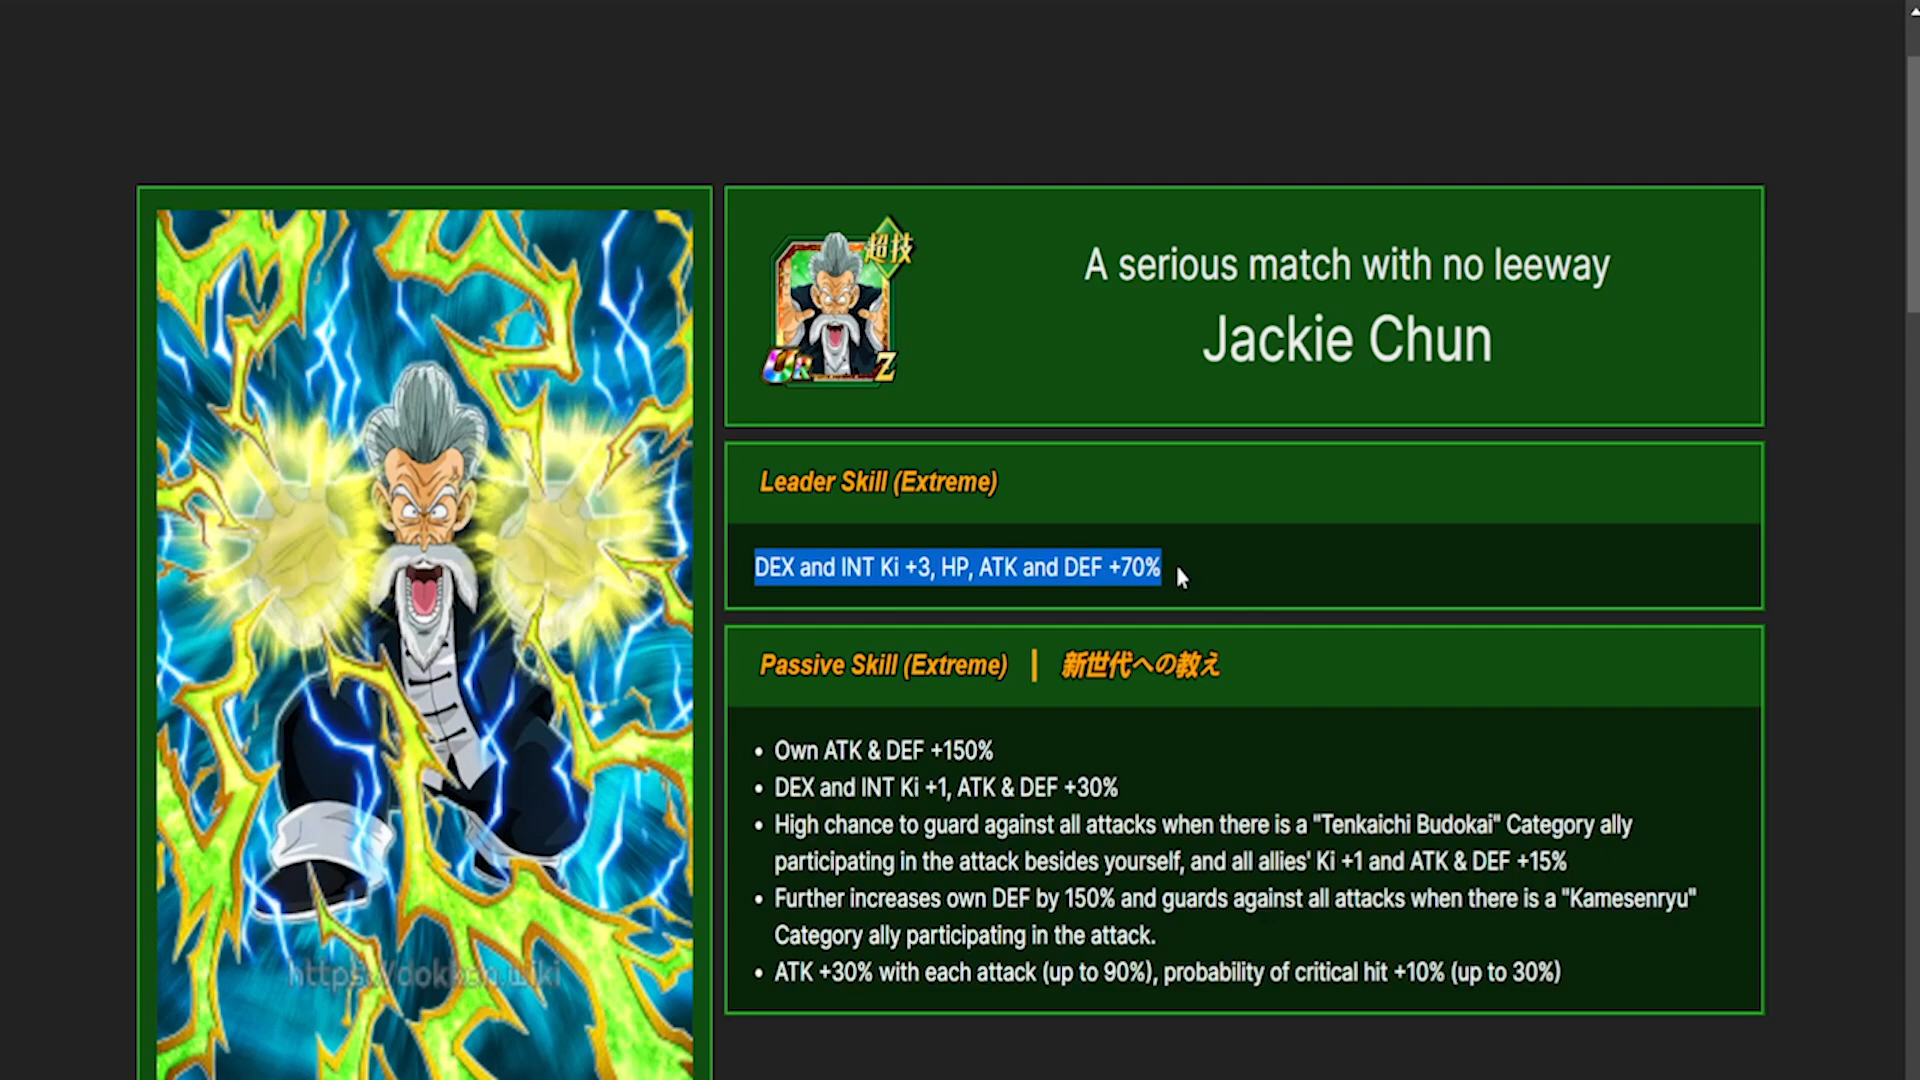 超技
UR
Z
A serious match with no leeway
Jackie Chun
Leader Skill (Extreme)
DEX and INT Ki +3, HP, ATK and DEF +70%
Passive Skill (Extreme) | 新世代への教え
• Own ATK & DEF +150%
• DEX and INT Ki +1, ATK & DEF +30%
• High chance to guard against all attacks when there is a "Tenkaichi Budokai" Category ally
participating in the attack besides yourself, and all allies' Ki +1 and ATK & DEF +15%
• Further increases own DEF by 150% and guards against all attacks when there is a "Kamesenryu"
Category ally participating in the attack.
• ATK +30% with each attack (up to 90%), probability of critical hit +10% (up to 30%)
https://dokkan.wiki